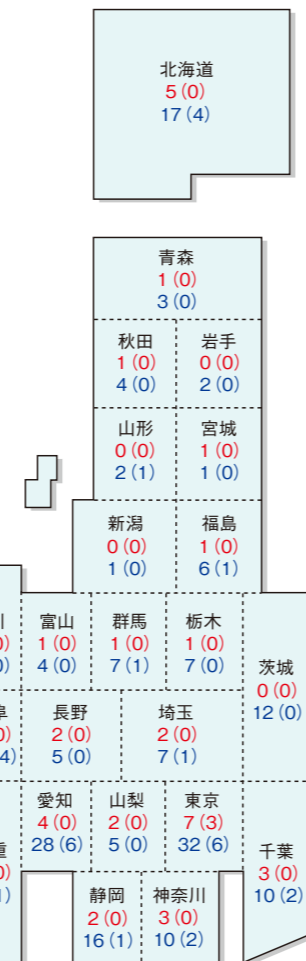 北海道
5(0)
17(4)
青森
1(0)
3(0)
秋田
1(0)
4(0)
岩手
0(0)
2(0)
山形
0(0)
2(1)
宮城
1(0)
1(0)
新潟
0(0)
1(0)
福島
1(0)
6(1)
富山
1(0)
4(0)
群馬
1(0)
7(1)
栃木
1(0)
7(0)
茨城
0(0)
12(0)
長野
2(0)
5(0)
埼玉
2(0)
7(1)
愛知
4(0)
28(6)
山梨
2(0)
5(0)
東京
7(3)
32(6)
千葉
3(0)
10(2)
静岡
2(0)
16(1)
神奈川
3(0)
10(2)